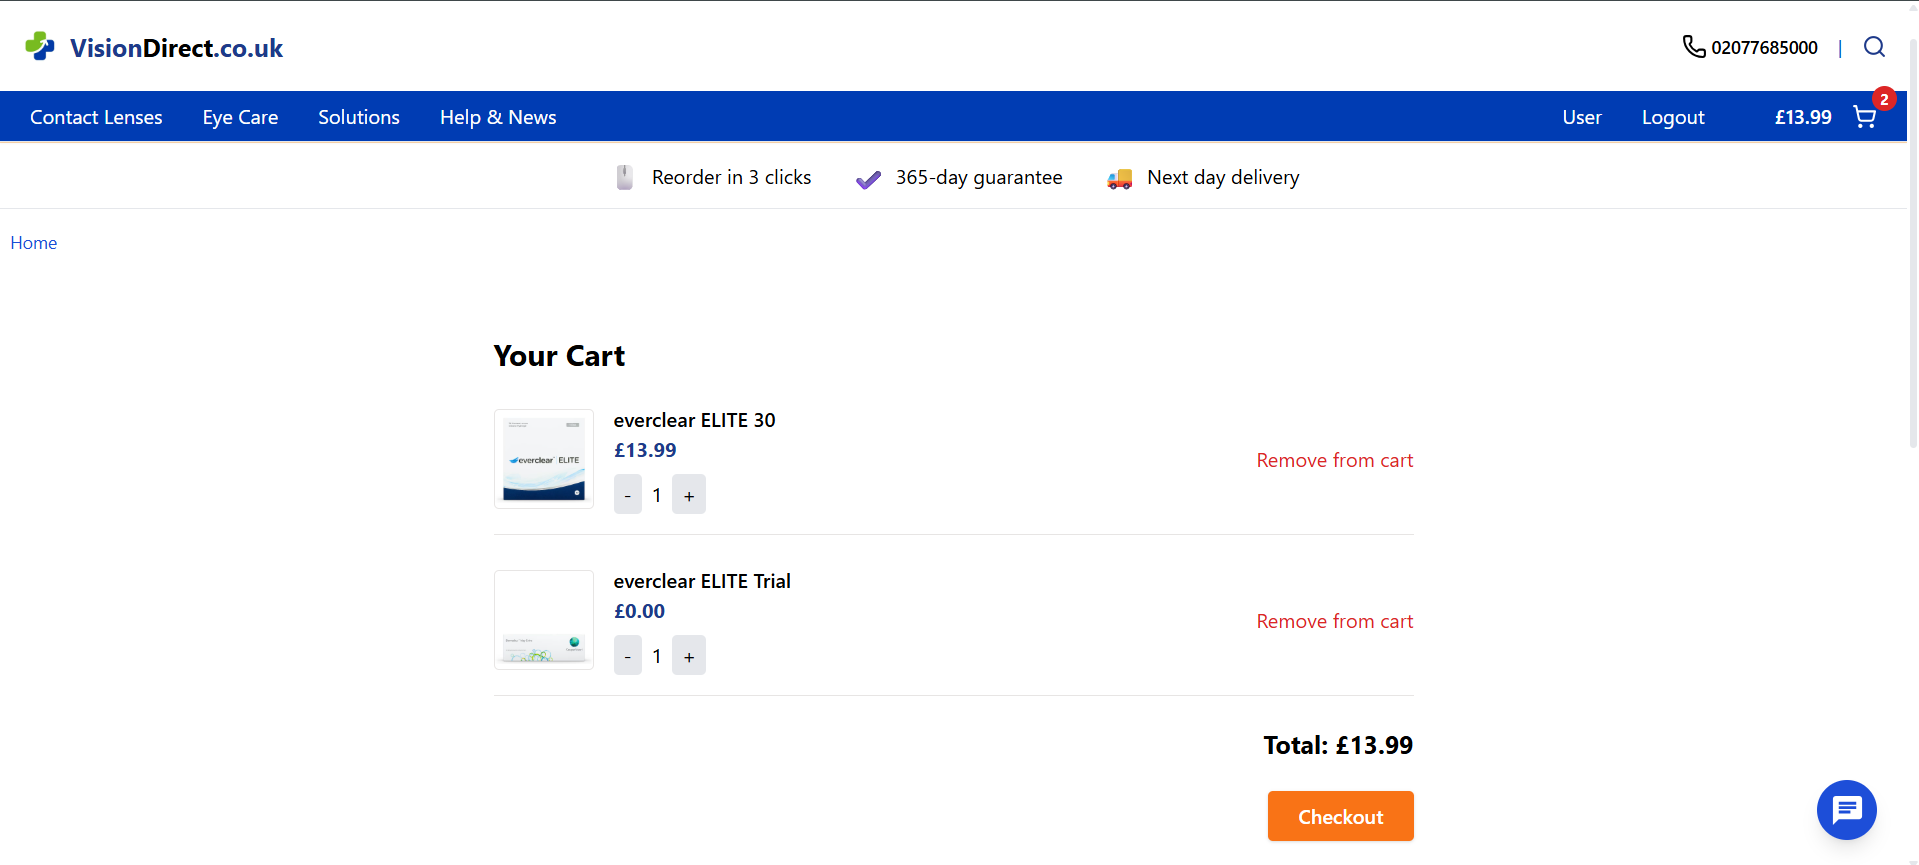 VisionDirect.co.uk
02077685000 |
Contact Lenses Eye Care Solutions Help & News User Logout £13.99 2
Reorder in 3 clicks 365-day guarantee Next day delivery
Home
Your Cart
everclear ELITE 30
£13.99
everclear ELITE
Remove from cart
- 1 +
everclear ELITE Trial
£0.00
Remove from cart
- 1 +
Total: £13.99
Checkout